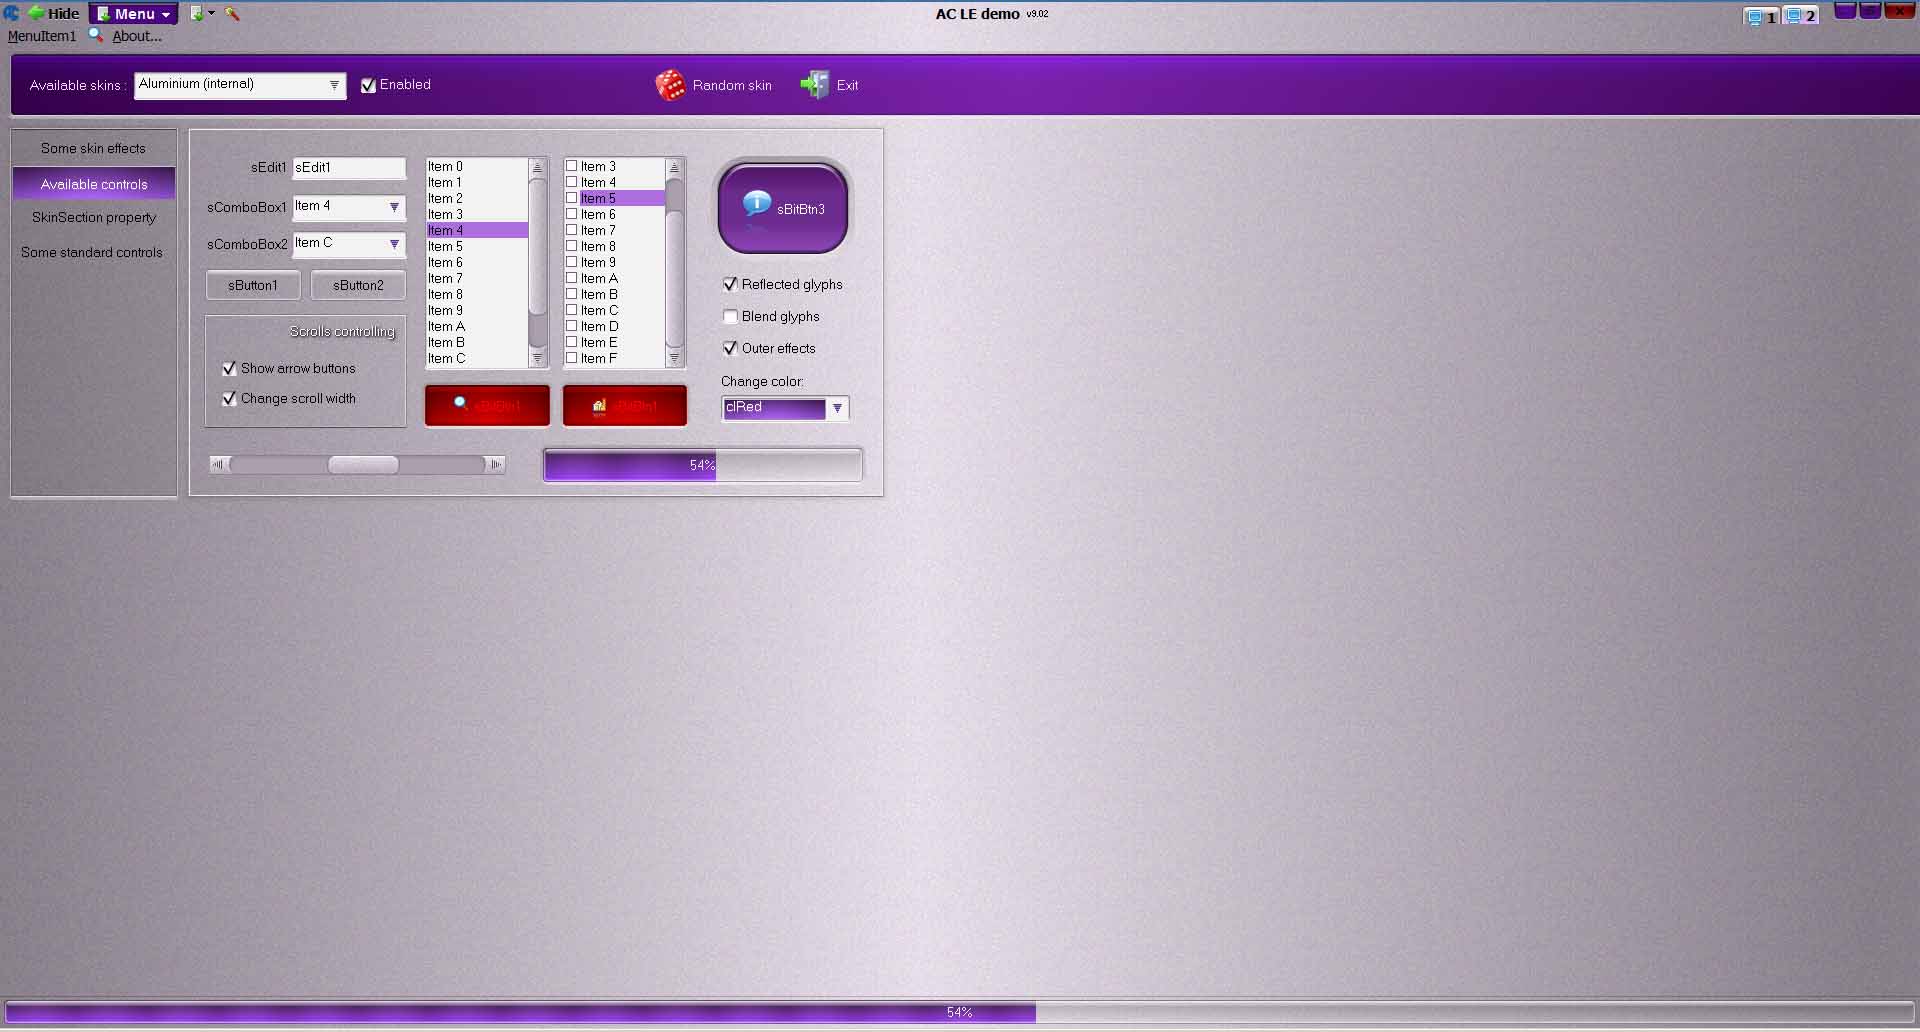 Hide Menu AC LE demo v9.02 1 2
MenuItem1 About...
Available skins : Aluminium (internal) Enabled Random skin Exit
Some skin effects
Available controls
SkinSection property
Some standard controls
sEdit1 sEdit1
sComboBox1 Item 4
sComboBox2 Item C
sButton1 sButton2
Scrolls controlling
Show arrow buttons
Change scroll width
Item 0
Item 1
Item 2
Item 3
Item 4
Item 5
Item 6
Item 7
Item 8
Item 9
Item A
Item B
Item C
Item 3
Item 4
Item 5
Item 6
Item 7
Item 8
Item 9
Item A
Item B
Item C
Item D
Item E
Item F
sBitBtn1 sBitBtn1
sBitBtn3
Reflected glyphs
Blend glyphs
Outer effects
Change color:
clRed
54%
54%